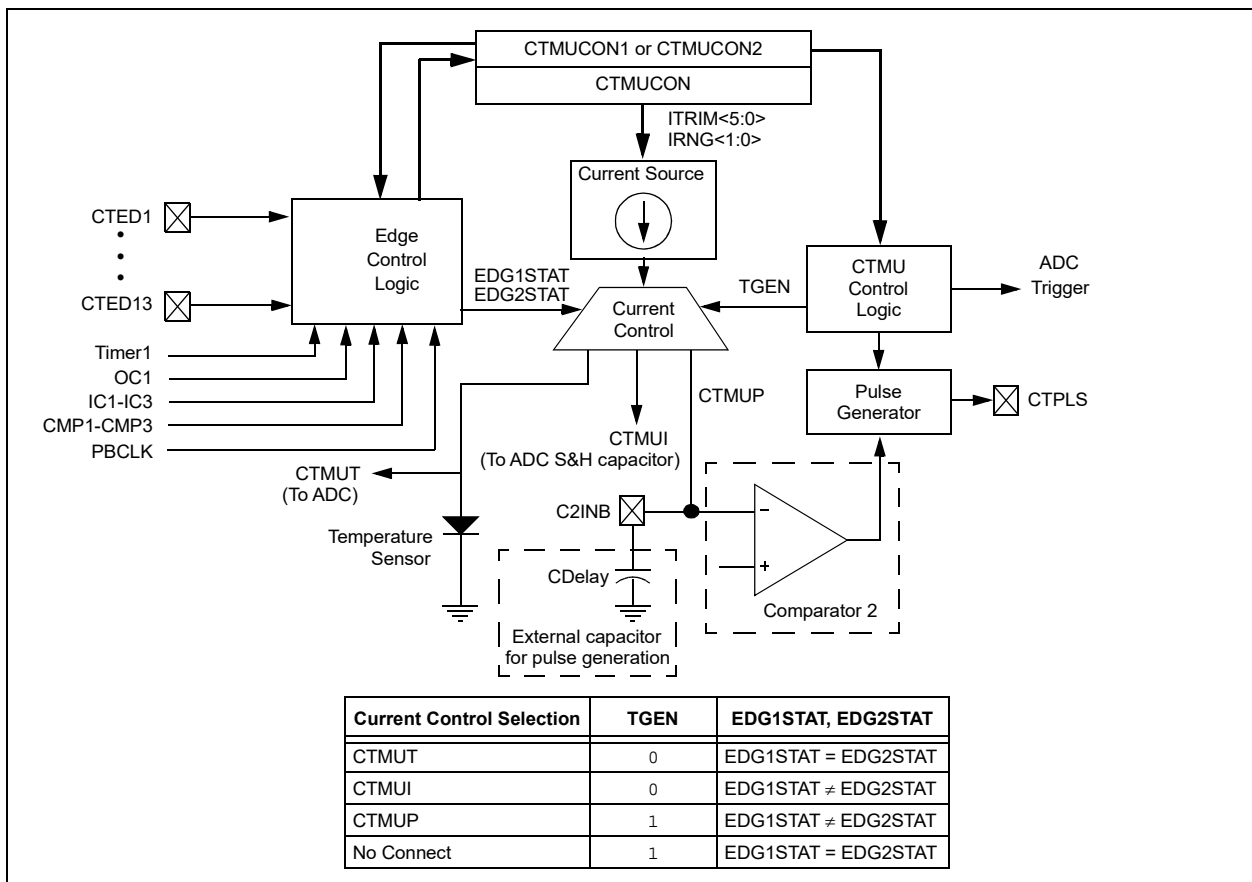 CTMUCON1 or CTMUCON2
CTMUCON
ITRIM<5:0>
IRNG<1:0>
Current Source
CTED1
CTED13
Edge
Control
Logic
EDG1STAT
EDG2STAT
Current
Control
TGEN
CTMU
Control
Logic
ADC
Trigger
Timer1
OC1
IC1-IC3
CMP1-CMP3
PBCLK
CTMUP
Pulse
Generator
CTPLS
CTMUT
(To ADC)
CTMUI
(To ADC S&H capacitor)
C2INB
Temperature
Sensor
CDelay
External capacitor
for pulse generation
–
+
Comparator 2
Current Control Selection TGEN EDG1STAT, EDG2STAT
CTMUT 0 EDG1STAT = EDG2STAT
CTMUI 0 EDG1STAT ≠ EDG2STAT
CTMUP 1 EDG1STAT ≠ EDG2STAT
No Connect 1 EDG1STAT = EDG2STAT